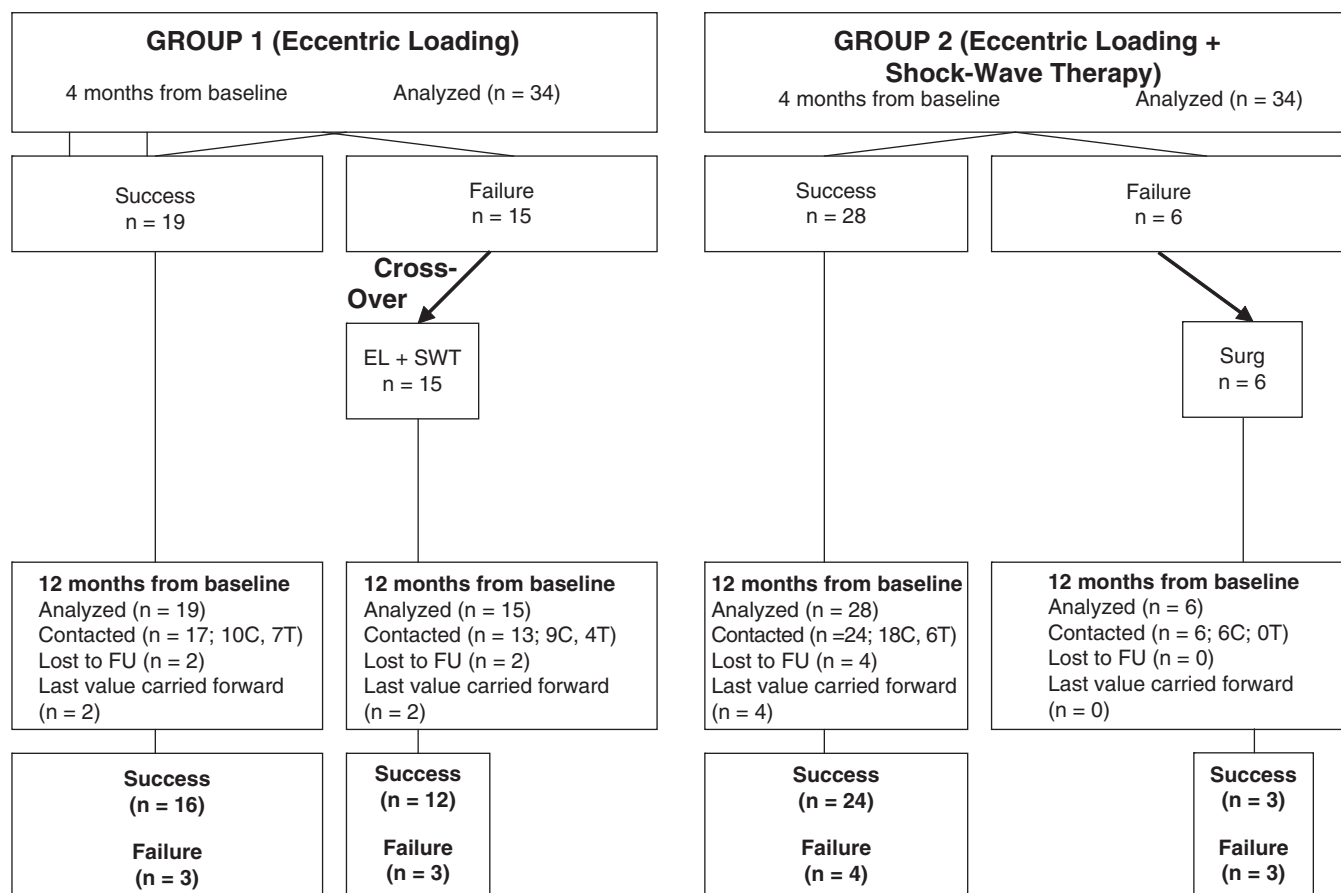 GROUP 1 (Eccentric Loading)
4 months from baseline
Analyzed (n = 34)
Success
n = 19
Failure
n = 15
Cross-
Over
EL + SWT
n = 15
12 months from baseline
Analyzed (n = 19)
Contacted (n = 17; 10C, 7T)
Lost to FU (n = 2)
Last value carried forward
(n = 2)
12 months from baseline
Analyzed (n = 15)
Contacted (n = 13; 9C, 4T)
Lost to FU (n = 2)
Last value carried forward
(n = 2)
Success
(n = 16)
Failure
(n = 3)
Success
(n = 12)
Failure
(n = 3)
GROUP 2 (Eccentric Loading +
Shock-Wave Therapy)
4 months from baseline
Analyzed (n = 34)
Success
n = 28
Failure
n = 6
Surg
n = 6
12 months from baseline
Analyzed (n = 28)
Contacted (n =24; 18C, 6T)
Lost to FU (n = 4)
Last value carried forward
(n = 4)
12 months from baseline
Analyzed (n = 6)
Contacted (n = 6; 6C; 0T)
Lost to FU (n = 0)
Last value carried forward
(n = 0)
Success
(n = 24)
Failure
(n = 4)
Success
(n = 3)
Failure
(n = 3)